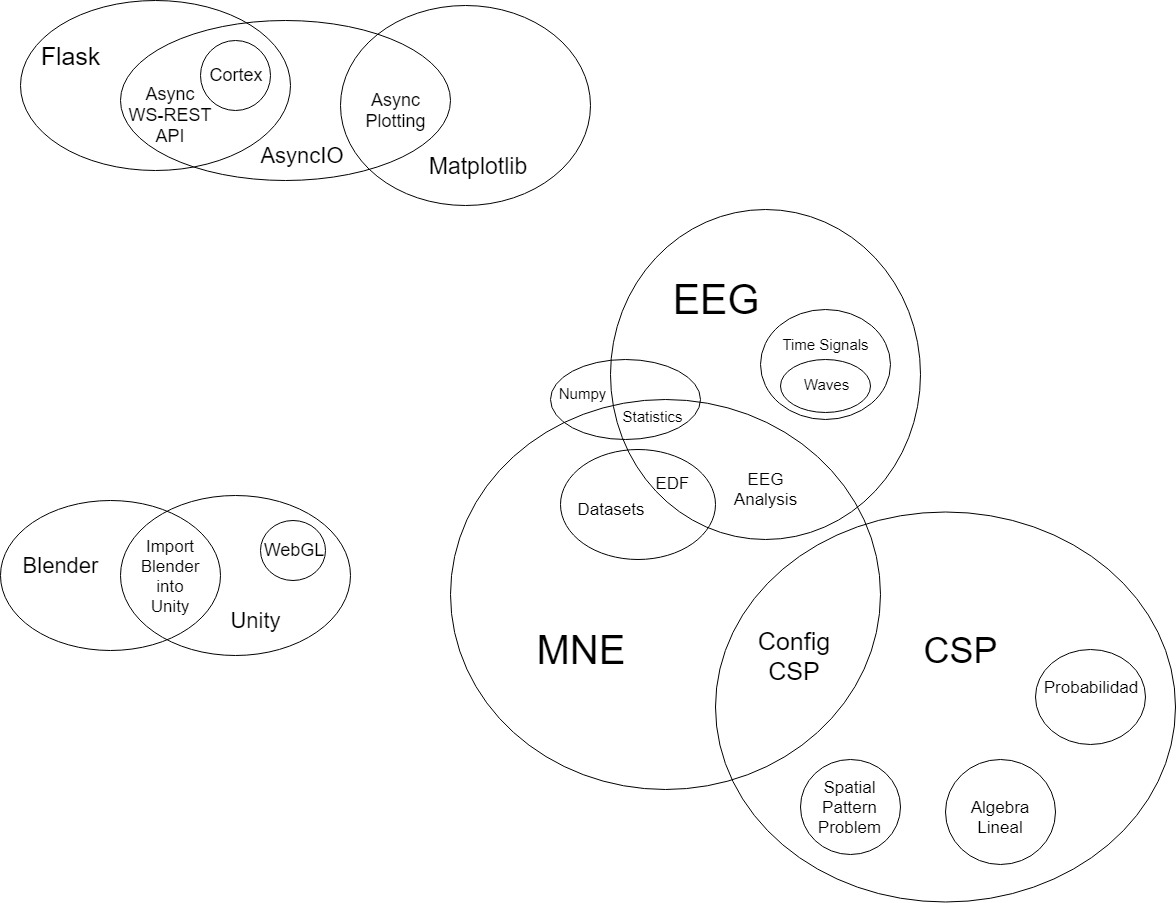 Flask
Cortex
Async
WS-REST
API
AsyncIO
Async
Plotting
Matplotlib
EEG
Time Signals
Waves
Numpy
Statistics
EDF
Datasets
EEG
Analysis
MNE
Config
CSP
CSP
Probabilidad
Spatial
Pattern
Problem
Algebra
Lineal
Blender
Import
Blender
into
Unity
WebGL
Unity